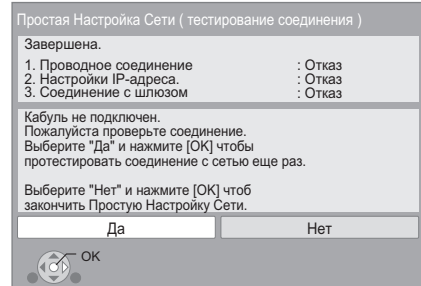 Простая Настройка Сети ( тестирование соединения )
Завершена.
1. Проводное соединение : Отказ
2. Настройки IP-адреса. : Отказ
3. Соединение с шлюзом : Отказ
Кабуль не подключен.
Пожалуйста проверьте соединение.
Выберите "Да" и нажмите [OK] чтобы
протестировать соединение с сетью еще раз.
Выберите "Нет" и нажмите [OK] чтоб
закончить Простую Настройку Сети.
Да Нет
OK